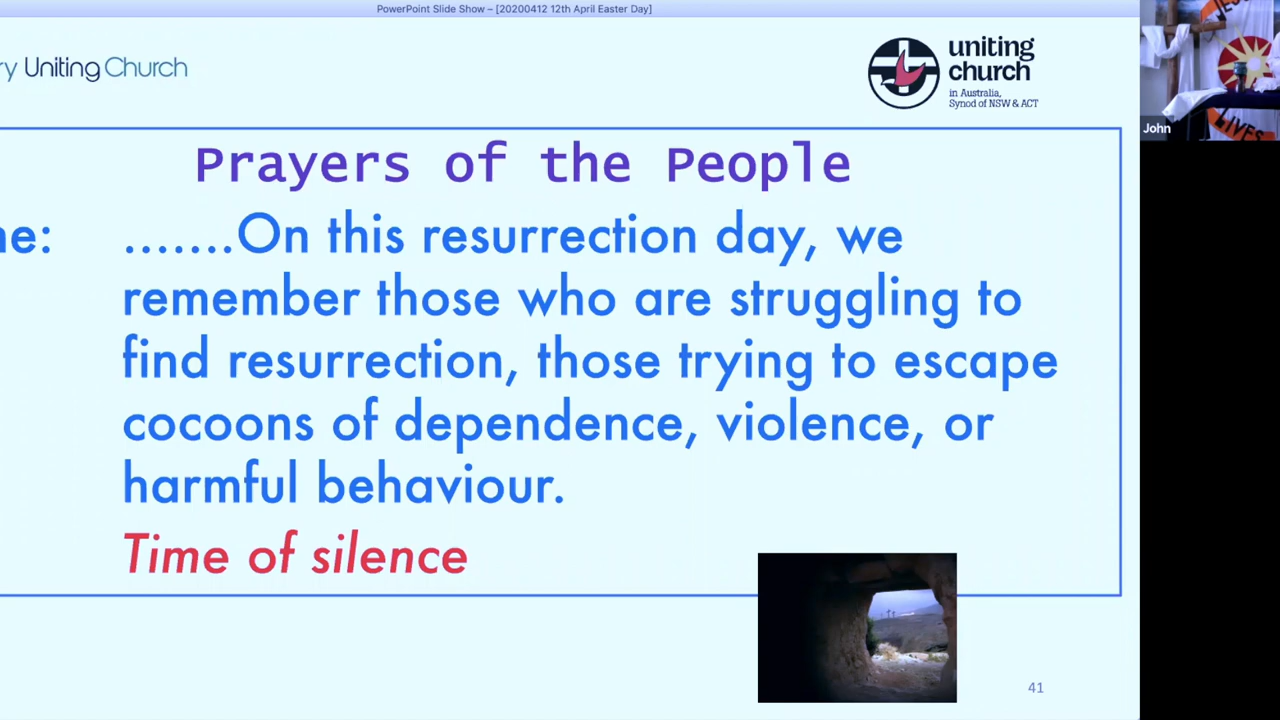 PowerPoint Slide Show – [20200412 12th April Easter Day]
ry Uniting Church
uniting
church
in Australia,
Synod of NSW & ACT
Prayers of the People
ne: .......On this resurrection day, we
remember those who are struggling to
find resurrection, those trying to escape
cocoons of dependence, violence, or
harmful behaviour.
Time of silence
41
John
LIVES